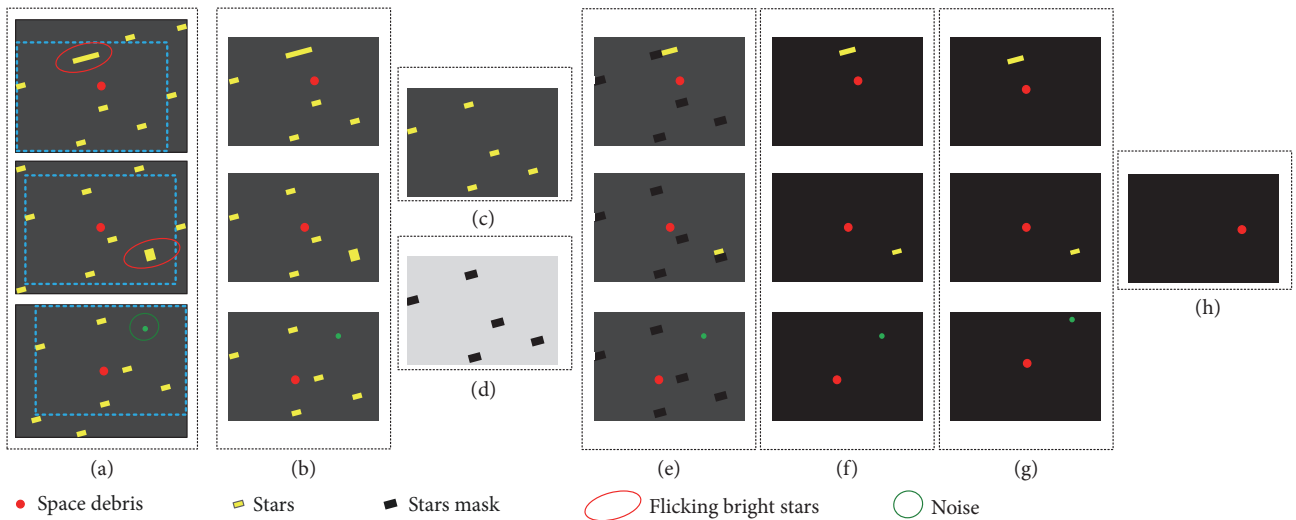 (a)
(b)
(c)
(d)
(e)
(f)
(g)
(h)
Space debris
Stars
Stars mask
Flicking bright stars
Noise